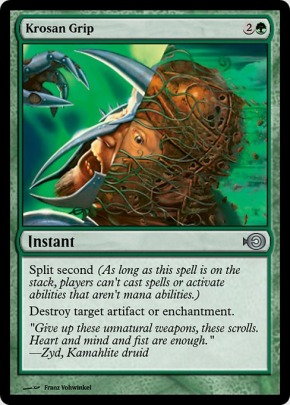 Krosan Grip 2
Instant
Split second (As long as this spell is on the
stack, players can't cast spells or activate
abilities that aren't mana abilities.)
Destroy target artifact or enchantment.
"Give up these unnatural weapons, these scrolls.
Heart and mind and fist are enough."
—Zyd, Kamahlite druid
Franz Vohwinkel